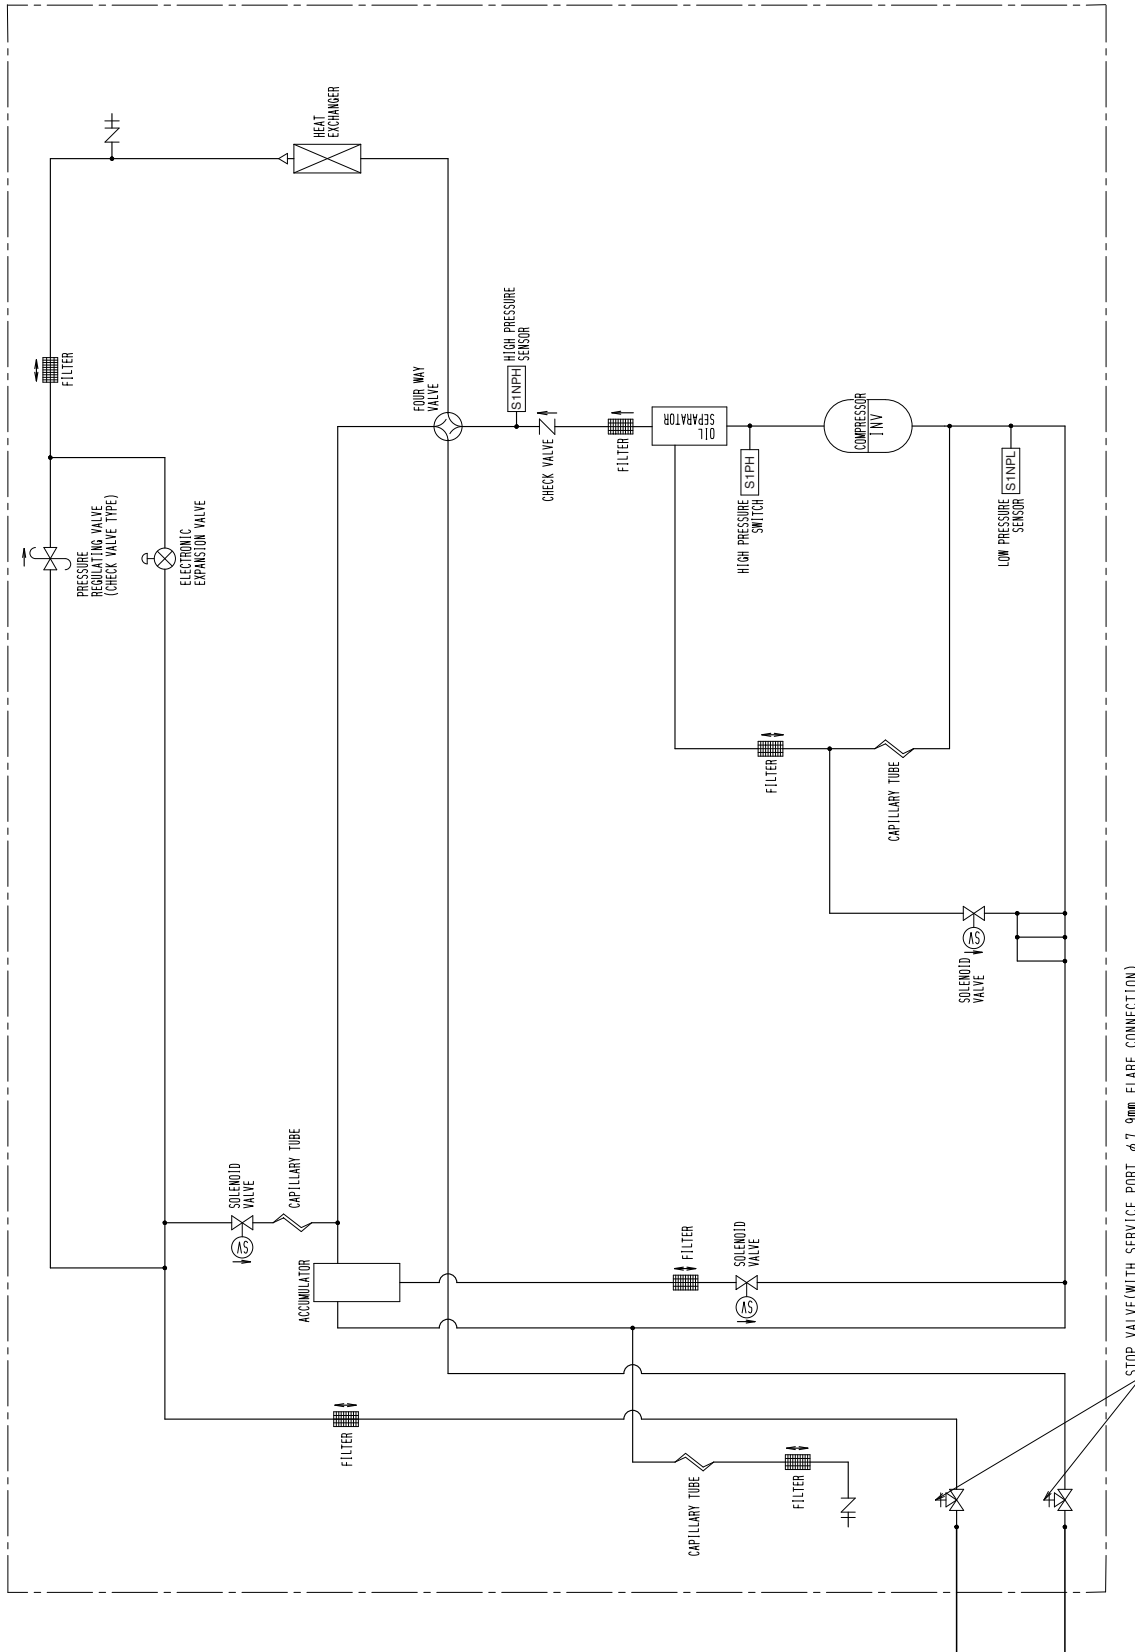 HEAT
EXCHANGER
FILTER
HIGH PRESSURE
SENSOR
S1NPH
FOUR WAY
VALVE
CHECK VALVE
FILTER
OIL
SEPARATOR
COMPRESSOR
INV
S1PH
HIGH PRESSURE
SWITCH
S1NPL
LOW PRESSURE
SENSOR
PRESSURE
REGULATING VALVE
(CHECK VALVE TYPE)
ELECTRONIC
EXPANSION VALVE
FILTER
CAPILLARY TUBE
SV
SOLENOID
VALVE
SOLENOID
VALVE
SV
CAPILLARY TUBE
ACCUMULATOR
FILTER
SOLENOID
VALVE
SV
FILTER
CAPILLARY TUBE
FILTER
STOP VALVE(WITH SERVICE PORT φ7.9mm FLARE CONNECTION)